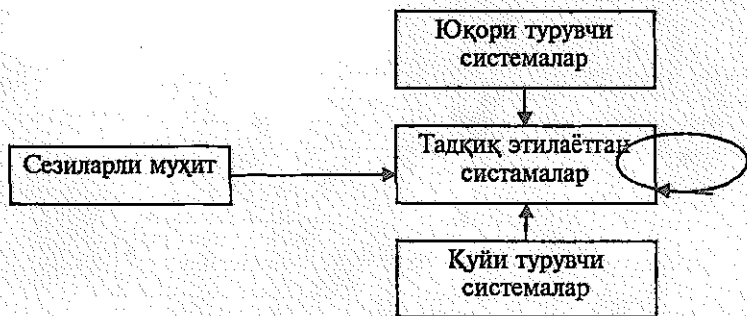 Юқори турувчи
системалар
Сезиларли муҳит
Тадқиқ этилаётган
систамалар
Қуйи турувчи
системалар